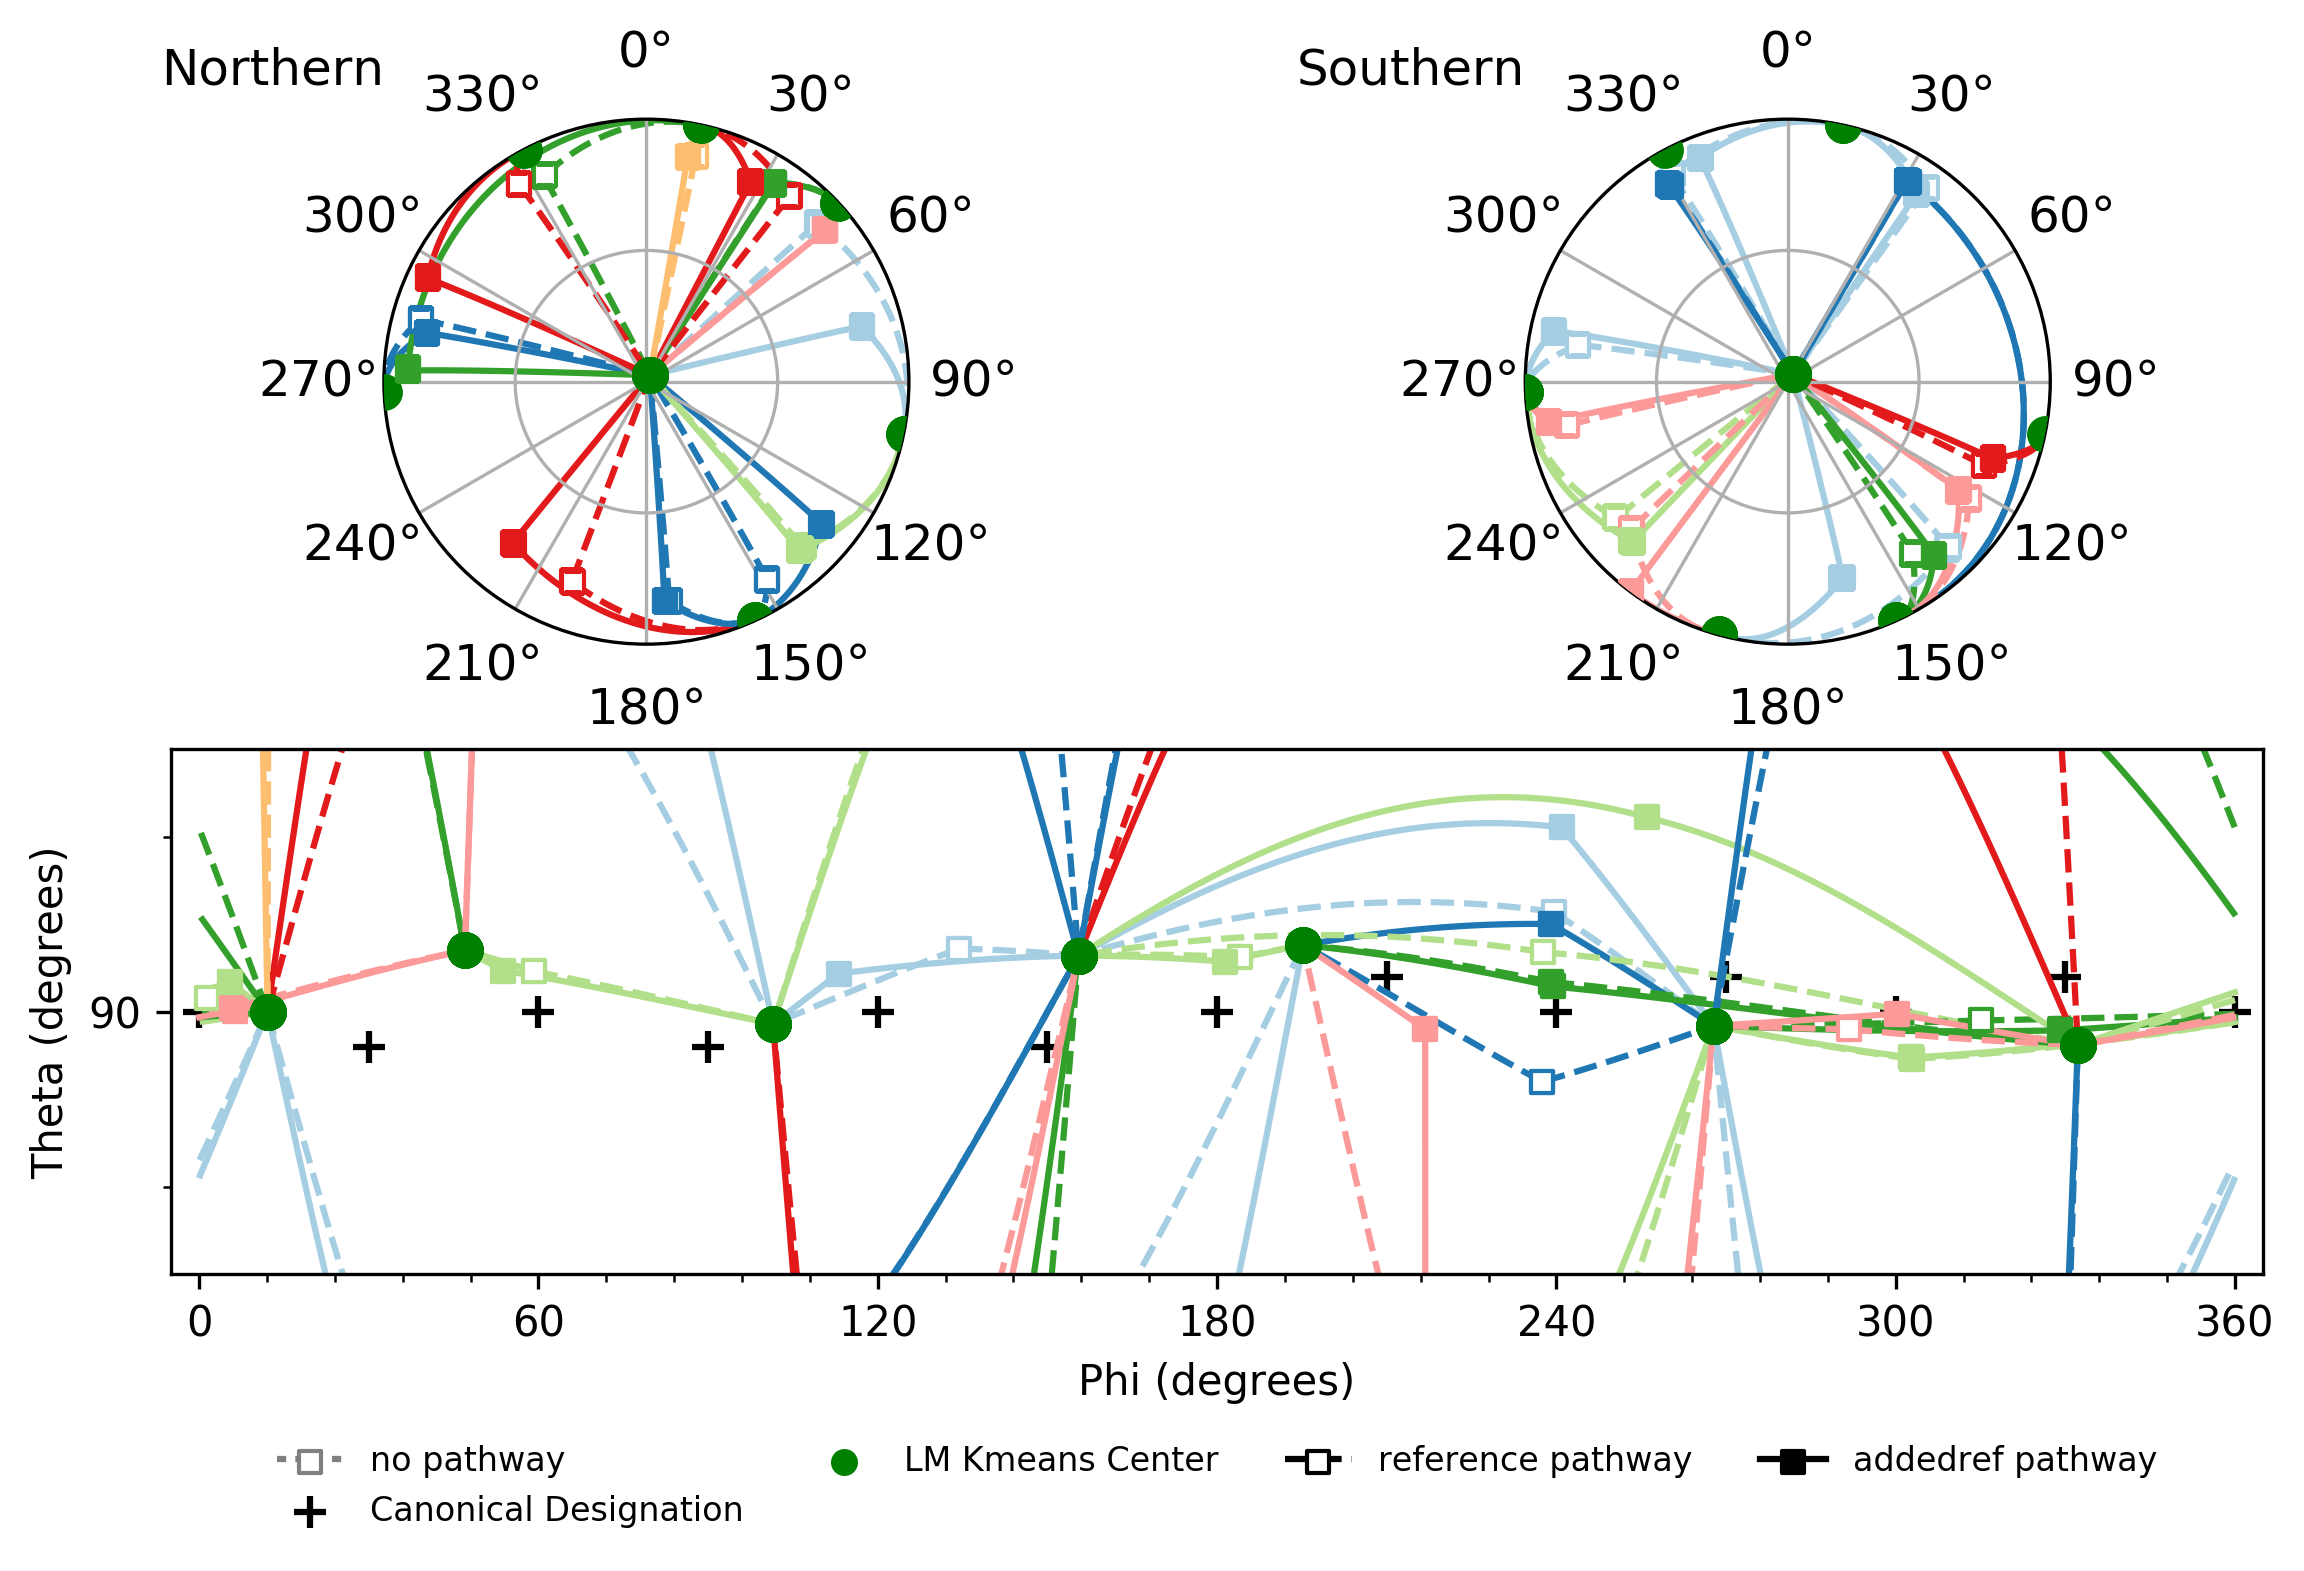 Northern
0°
30°
60°
90°
120°
150°
180°
210°
240°
270°
300°
330°
Southern
0°
30°
60°
90°
120°
150°
180°
210°
240°
270°
300°
330°
Theta (degrees)
90
0 60 120 180 240 300 360
Phi (degrees)
no pathway
Canonical Designation
LM Kmeans Center
reference pathway
addedref pathway